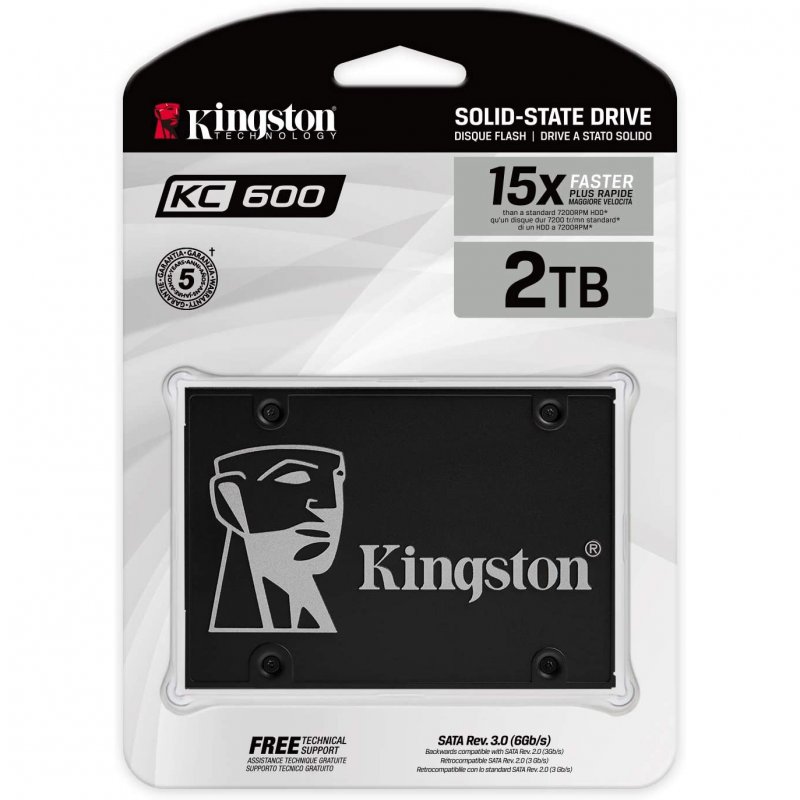 Kingston
TECHNOLOGY
SOLID-STATE DRIVE
DISQUE FLASH | DRIVE A STATO SOLIDO
KC 600
15x FASTER
PLUS RAPIDE
MAGGIORE VELOCITÀ
than a standard 7200RPM HDD*
qu'un disque dur 7200 tr/mn standard*
di un HDD a 7200RPM*
5†
2TB
Kingston®
FREE TECHNICAL SUPPORT
ASSISTANCE TECHNIQUE GRATUITE
SUPPORTO TECNICO GRATUITO
SATA Rev. 3.0 (6Gb/s)
Backwards compatible with SATA Rev. 2.0 (3Gb/s)
Rétrocompatible avec SATA Rev. 2.0 (3 Gb/s)
Retrocompatibile con lo standard SATA Rev. 2.0 (3 Gb/s)